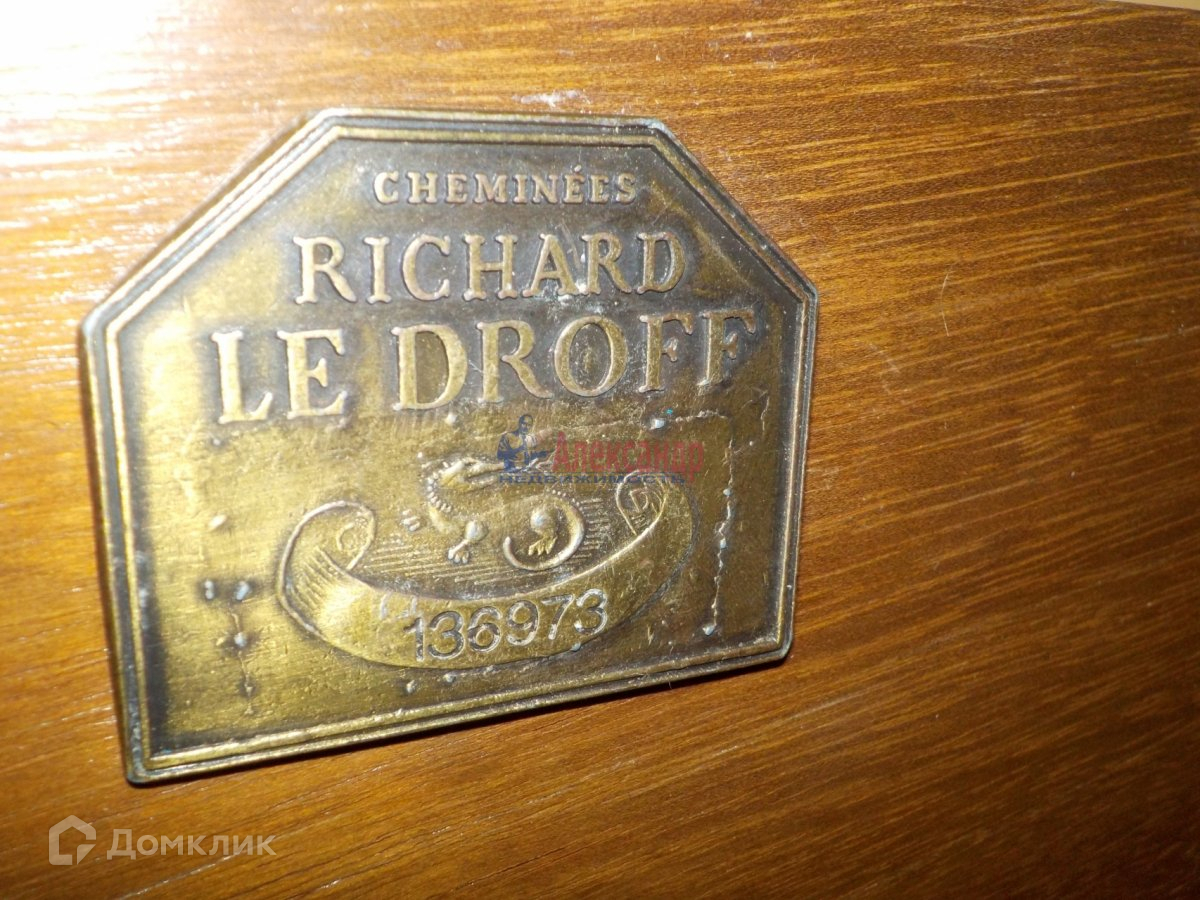 CHEMINÉES
RICHARD
LE DROFF
Александр
НЕДВИЖИМОСТЬ
136973
Домклик